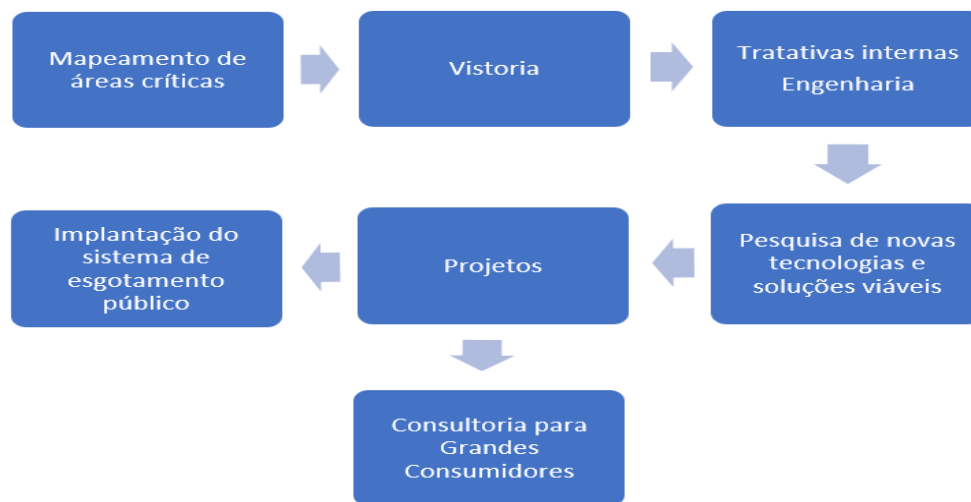 Mapeamento de
áreas críticas
Vistoria
Tratativas internas
Engenharia
Pesquisa de novas
tecnologias e
soluções viáveis
Projetos
Implantação do
sistema de
esgotamento
público
Consultoria para
Grandes
Consumidores